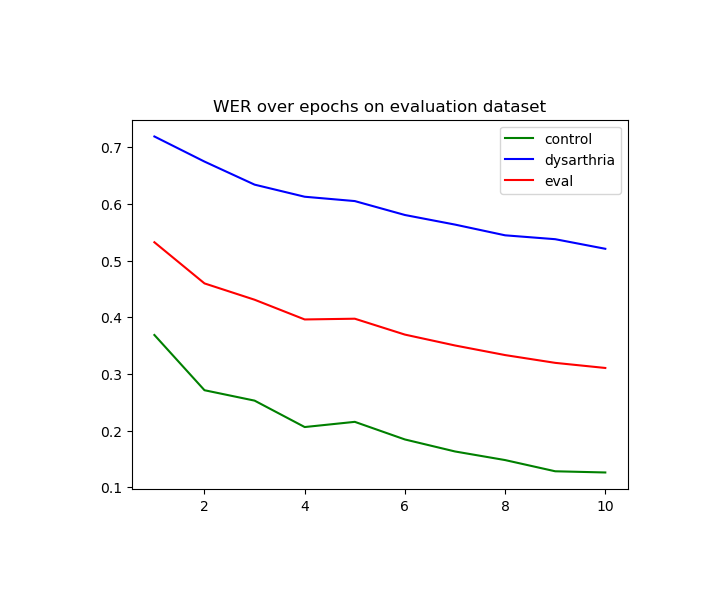 WER over epochs on evaluation dataset
control
dysarthria
eval
0.7
0.6
0.5
0.4
0.3
0.2
0.1
2 4 6 8 10